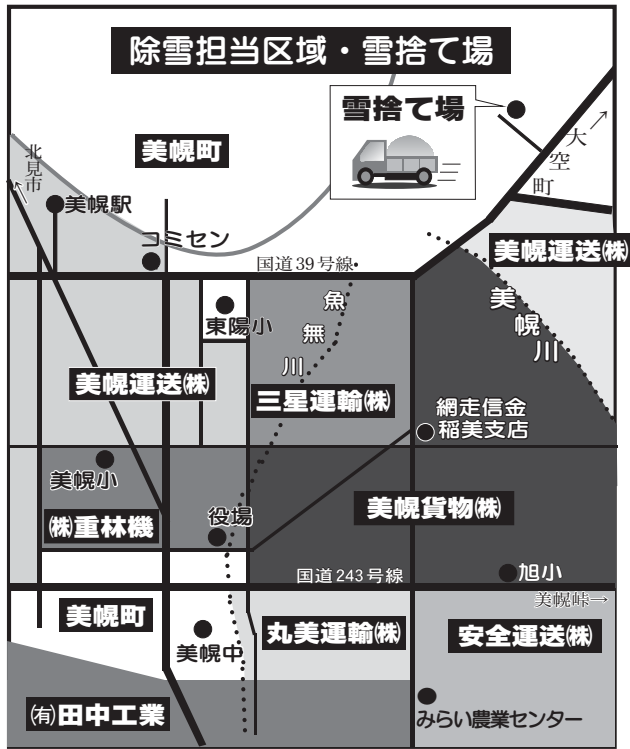 除雪担当区域・雪捨て場
雪捨て場
大空町
↗
美幌町
北見市
↖
美幌駅
コミセン
国道39号線
美幌運送㈱
美幌川
東陽小
魚無川
美幌運送㈱
三星運輸㈱
網走信金
稲美支店
美幌小
㈱重林機
役場
美幌貨物㈱
国道243号線
旭小
美幌峠→
美幌町
美幌中
丸美運輸㈱
安全運送㈱
㈲田中工業
みらい農業センター